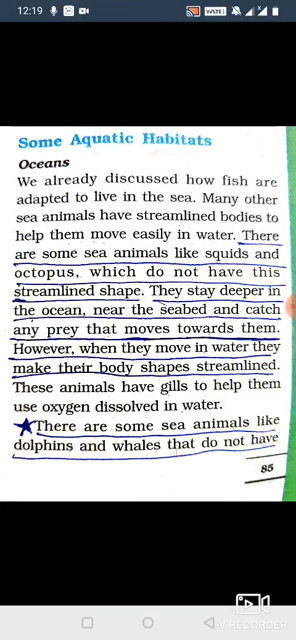 12:19
VoLTE
Some Aquatic Habitats
Oceans
We already discussed how fish are
adapted to live in the sea. Many other
sea animals have streamlined bodies to
help them move easily in water. There
are some sea animals like squids and
octopus, which do not have this
streamlined shape. They stay deeper in
the ocean, near the seabed and catch
any prey that moves towards them.
However, when they move in water they
make their body shapes streamlined.
These animals have gills to help them
use oxygen dissolved in water.
There are some sea animals like
dolphins and whales that do not have
85
V.RECORDER